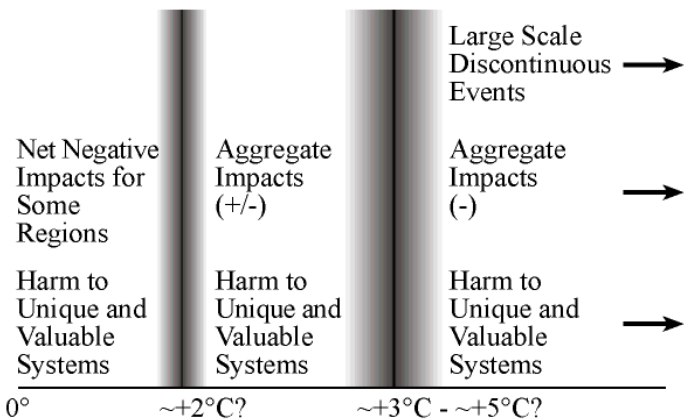 Large Scale
Discontinuous
Events
Net Negative
Impacts for
Some
Regions
Aggregate
Impacts
(+/-)
Aggregate
Impacts
(-)
Harm to
Unique and
Valuable
Systems
Harm to
Unique and
Valuable
Systems
Harm to
Unique and
Valuable
Systems
0°
~+2°C?
~+3°C - ~+5°C?